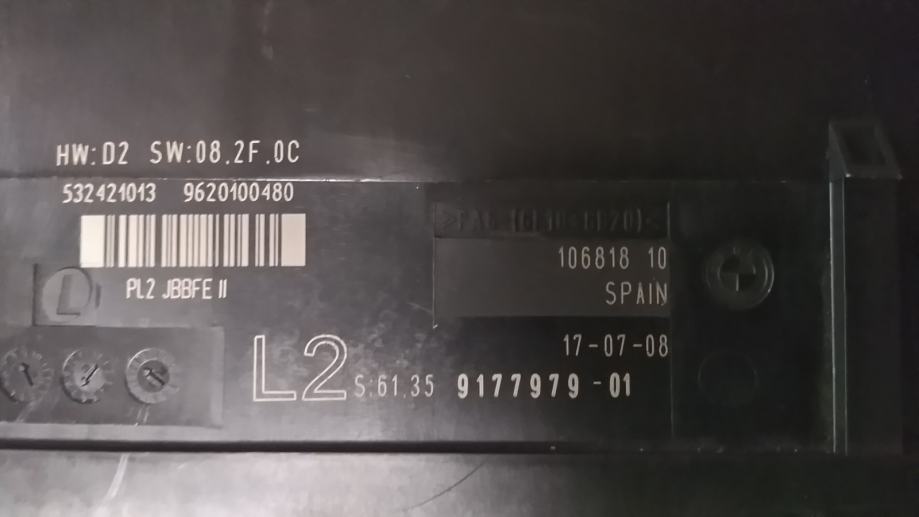 HW:D2 SW:08.2F.0C
532421013 9620100480
PL2 JBBFE II
106818 10
SPAIN
17-07-08
L2 S:61.35 9177979-01